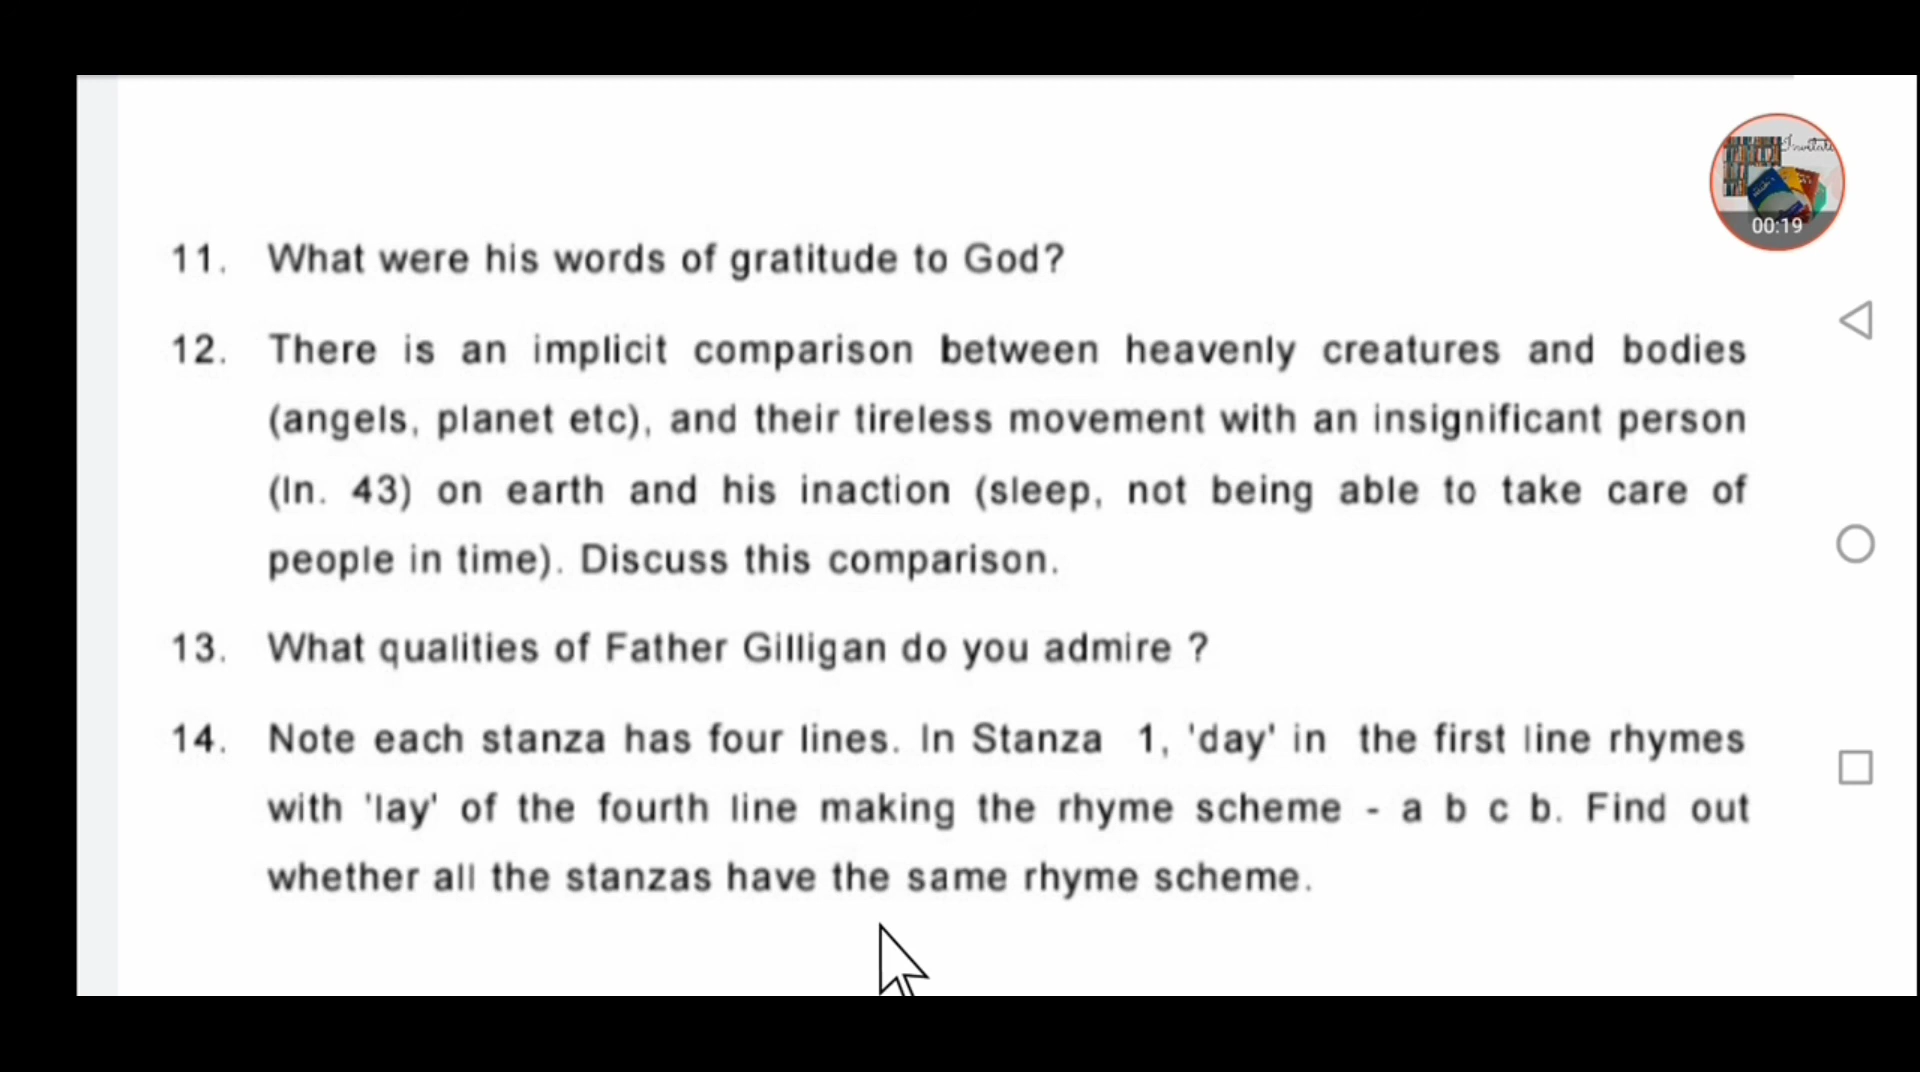 Invitati
00:19
11. What were his words of gratitude to God?
12. There is an implicit comparison between heavenly creatures and bodies
(angels, planet etc), and their tireless movement with an insignificant person
(ln. 43) on earth and his inaction (sleep, not being able to take care of
people in time). Discuss this comparison.
13. What qualities of Father Gilligan do you admire ?
14. Note each stanza has four lines. In Stanza 1, 'day' in the first line rhymes
with 'lay' of the fourth line making the rhyme scheme - a b c b. Find out
whether all the stanzas have the same rhyme scheme.